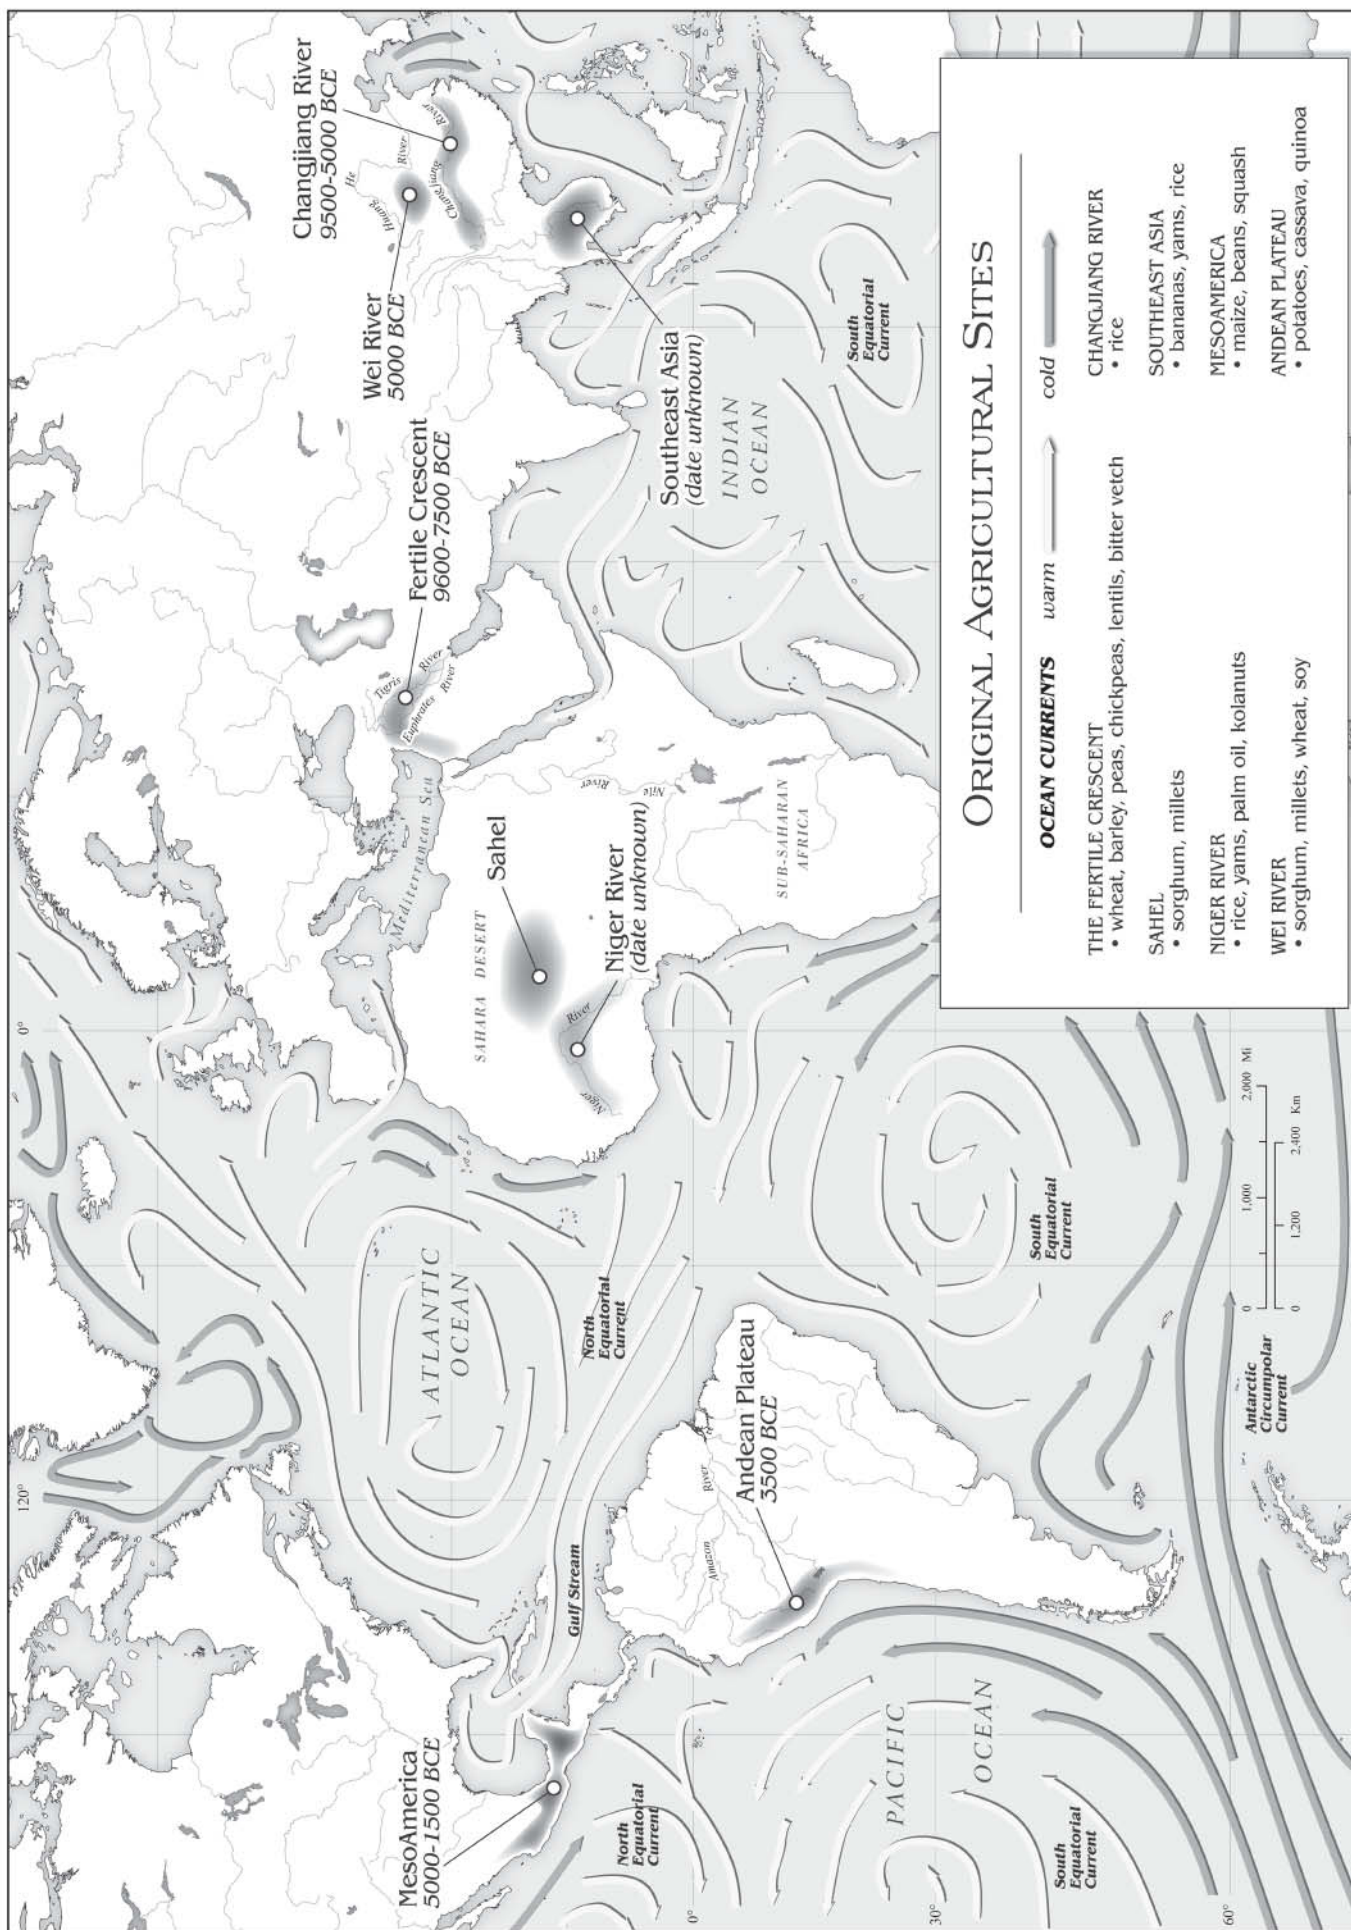 ORIGINAL AGRICULTURAL SITES
OCEAN CURRENTS warm cold
THE FERTILE CRESCENT
• wheat, barley, peas, chickpeas, lentils, bitter vetch
SAHEL
• sorghum, millets
NIGER RIVER
• rice, yams, palm oil, kolanuts
WEI RIVER
• sorghum, millets, wheat, soy
CHANGJIANG RIVER
• rice
SOUTHEAST ASIA
• bananas, yams, rice
MESOAMERICA
• maize, beans, squash
ANDEAN PLATEAU
• potatoes, cassava, quinoa
120°
0°
0°
30°
60°
MesoAmerica
5000-1500 BCE
Andean Plateau
3500 BCE
Sahel
Niger River
(date unknown)
Fertile Crescent
9600-7500 BCE
Wei River
5000 BCE
Changjiang River
9500-5000 BCE
Southeast Asia
(date unknown)
ATLANTIC
OCEAN
PACIFIC
OCEAN
INDIAN
OCEAN
Mediterranean Sea
SAHARA DESERT
SUB-SAHARAN
AFRICA
Nile
River
Niger
River
Tigris
River
Euphrates
River
Huang
He
River
Chang Jiang
River
Amazon
River
Gulf Stream
North
Equatorial
Current
North
Equatorial
Current
South
Equatorial
Current
South
Equatorial
Current
South
Equatorial
Current
Antarctic
Circumpolar
Current
0 1,000 2,000 Mi
0 1,200 2,400 Km